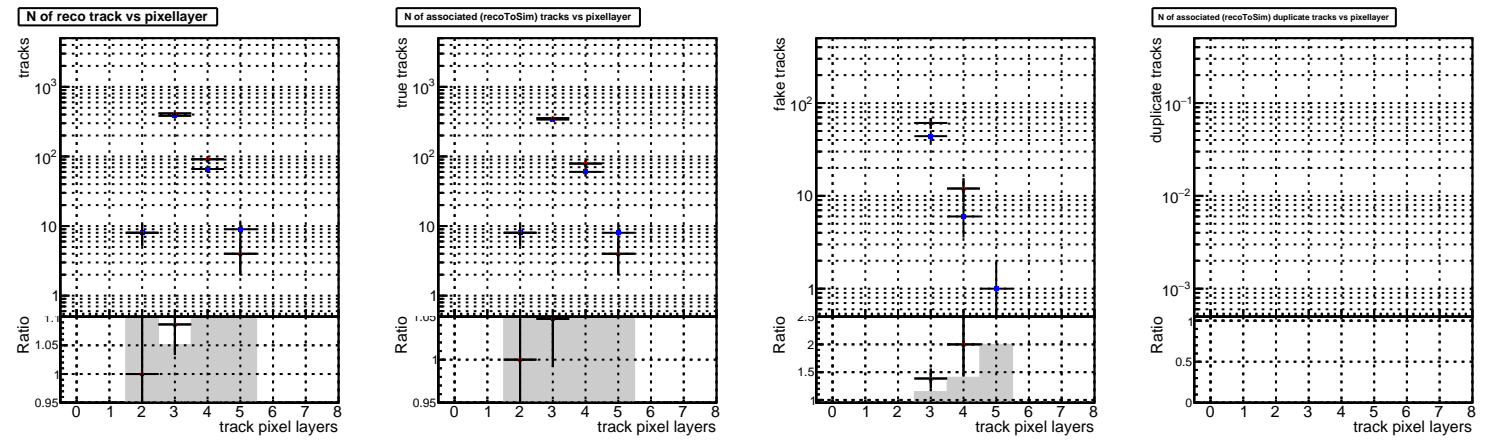 N of reco track vs pixellayer
tracks
10³
10²
10
1
Ratio
1.1
1.05
1
0.95
0 1 2 3 4 5 6 7 8
track pixel layers
N of associated (recoToSim) tracks vs pixellayer
true tracks
10³
10²
10
1
Ratio
1.05
1
0.95
0 1 2 3 4 5 6 7 8
track pixel layers
fake tracks
10²
10
1
Ratio
2.5
2
1.5
1
0 1 2 3 4 5 6 7 8
track pixel layers
N of associated (recoToSim) duplicate tracks vs pixellayer
duplicate tracks
10⁻¹
10⁻²
10⁻³
Ratio
1
0.5
0
0 1 2 3 4 5 6 7 8
track pixel layers